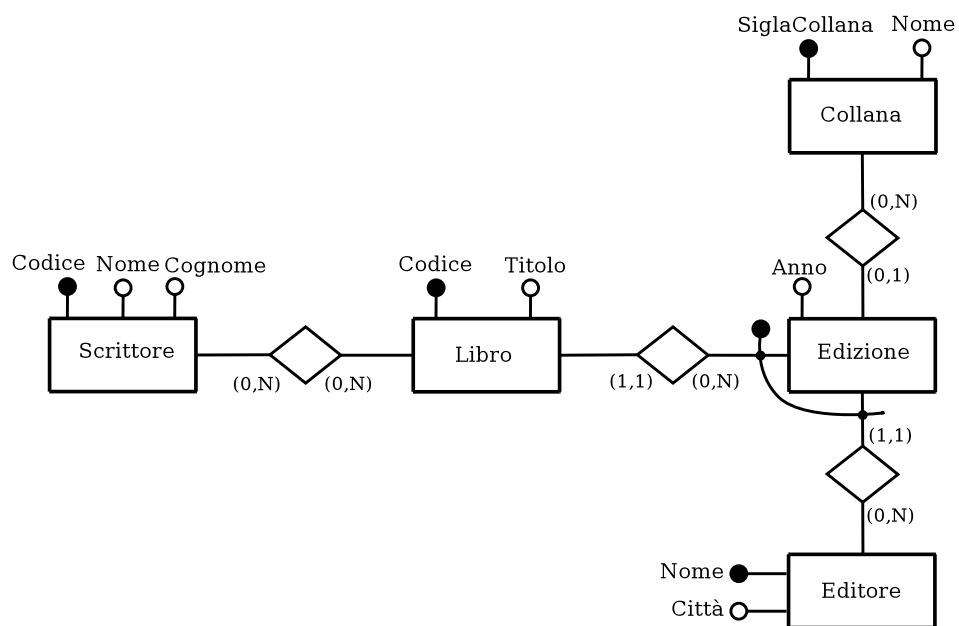 SiglaCollana Nome
Collana
(0,N)
(0,1)
Codice Nome Cognome
Codice Titolo
Anno
Scrittore
Libro
Edizione
(0,N) (0,N)
(1,1) (0,N)
(1,1)
(0,N)
Nome
Città
Editore